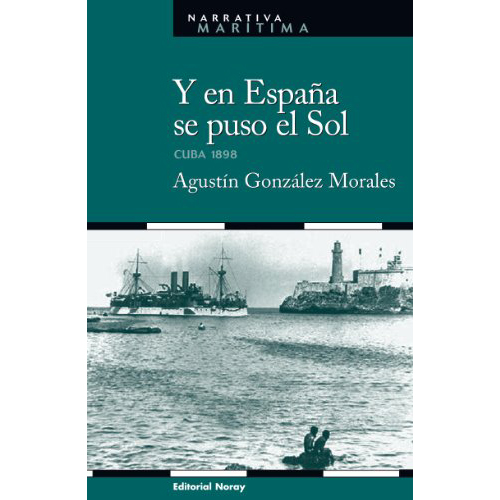 NARRATIVA
MARÍTIMA
Y en España
se puso el Sol
CUBA 1898
Agustín González Morales
Editorial Noray